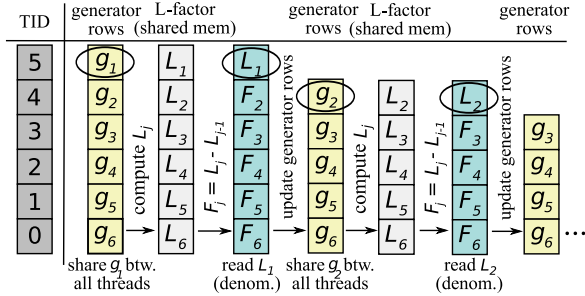 TID
generator
rows
L-factor
(shared mem)
generator
rows
L-factor
(shared mem)
generator
rows
5
4
3
2
1
0
g1
g2
g3
g4
g5
g6
share g1 btw.
all threads
compute Lj
L1
L2
L3
L4
L5
L6
Fj = Lj - Lj-1
L1
F2
F3
F4
F5
F6
read L1
(denom.)
update generator rows
g2
g3
g4
g5
g6
share g2 btw.
all threads
compute Lj
L2
L3
L4
L5
L6
Fj = Lj - Lj-1
L2
F3
F4
F5
F6
read L2
(denom.)
update generator rows
g3
g4
g5
g6
...